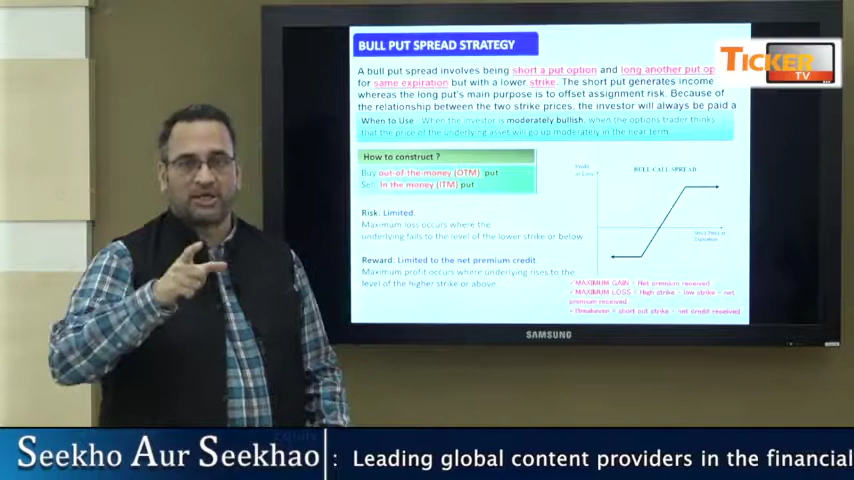 BULL PUT SPREAD STRATEGY
TICKER
TV
A bull put spread involves being short a put option and long another put op
for same expiration but with a lower strike. The short put generates income
whereas the long put's main purpose is to offset assignment risk. Because of
the relationship between the two strike prices, the investor will always be paid a
When to Use : When the investor is moderately bullish, when the options trader thinks
that the price of the underlying asset will go up moderately in the near term.
How to construct ?
Buy out-of-the-money (OTM) put
Sell In the money (ITM) put
Profit
or Loss
BULL CALL SPREAD
Stock Price at
Expiration
Risk: Limited.
Maximum loss occurs where the
underlying falls to the level of the lower strike or below
Reward: Limited to the net premium credit.
Maximum profit occurs where underlying rises to the
level of the higher strike or above.
✓MAXIMUM GAIN = Net premium received
✓MAXIMUM LOSS = High strike - low strike - net
premium received
✓Breakeven = short put strike - net credit received
SAMSUNG
Equity
Seekho Aur Seekhao : Leading global content providers in the financial